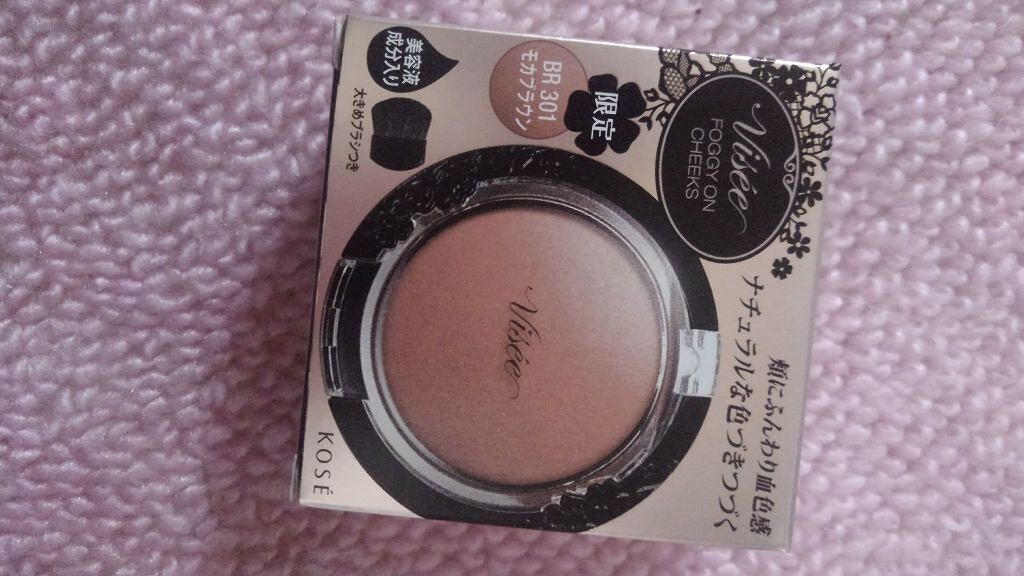 Visée
FOGGY ON
CHEEKS
頬にふんわり血色感
ナチュラルな色づきつづく
限定
BR 301
モカブラウン
美容液
成分入り
大きめブラシつき
Visée
KOSÉ